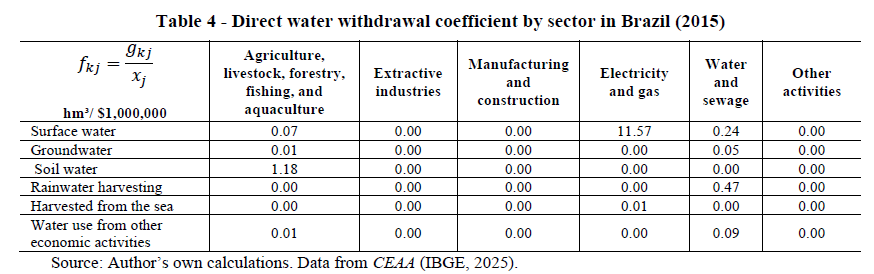 Table 4 - Direct water withdrawal coefficient by sector in Brazil (2015)
f_kj = g_kj / x_j
hm³/ $1,000,000
Agriculture, livestock, forestry, fishing, and aquaculture
Extractive industries
Manufacturing and construction
Electricity and gas
Water and sewage
Other activities
Surface water 0.07 0.00 0.00 11.57 0.24 0.00
Groundwater 0.01 0.00 0.00 0.00 0.05 0.00
Soil water 1.18 0.00 0.00 0.00 0.00 0.00
Rainwater harvesting 0.00 0.00 0.00 0.00 0.47 0.00
Harvested from the sea 0.00 0.00 0.00 0.01 0.00 0.00
Water use from other economic activities 0.01 0.00 0.00 0.00 0.09 0.00
Source: Author's own calculations. Data from CEAA (IBGE, 2025).